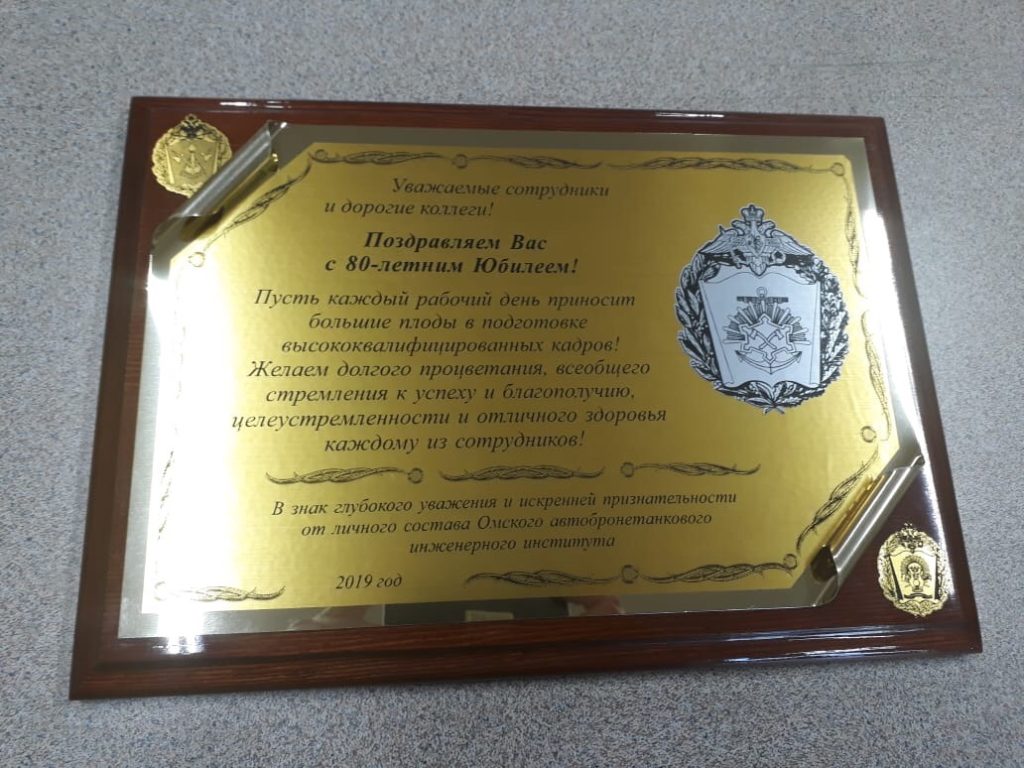 Уважаемые сотрудники
и дорогие коллеги!
Поздравляем Вас
с 80-летним Юбилеем!
Пусть каждый рабочий день приносит
большие плоды в подготовке
высококвалифицированных кадров!
Желаем долгого процветания, всеобщего
стремления к успеху и благополучию,
целеустремленности и отличного здоровья
каждому из сотрудников!
В знак глубокого уважения и искренней признательности
от личного состава Омского автобронетанкового
инженерного института
2019 год